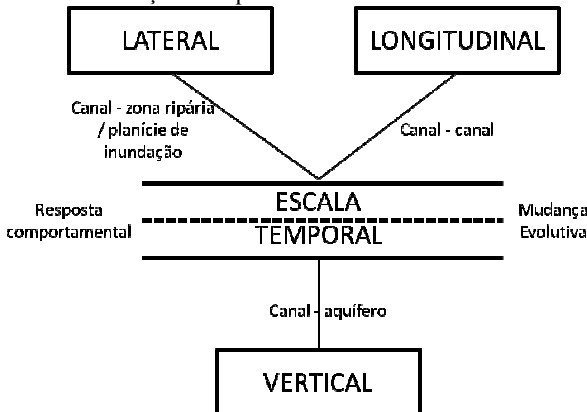 LATERAL
LONGITUDINAL
Canal - zona ripária
/ planície de
inundação
Canal - canal
ESCALA
TEMPORAL
Resposta
comportamental
Mudança
Evolutiva
Canal - aquífero
VERTICAL